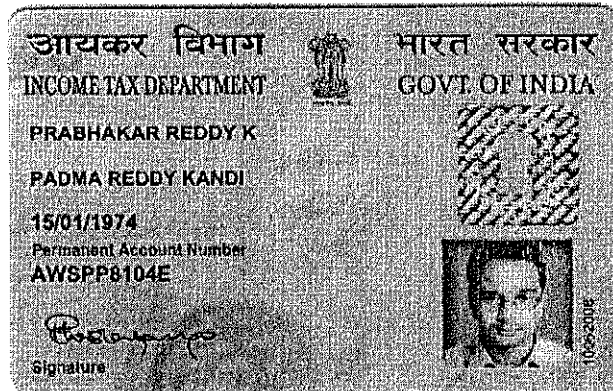 आयकर विभाग
INCOME TAX DEPARTMENT
भारत सरकार
GOVT. OF INDIA
PRABHAKAR REDDY K
PADMA REDDY KANDI
15/01/1974
Permanent Account Number
AWSPP8104E
Signature